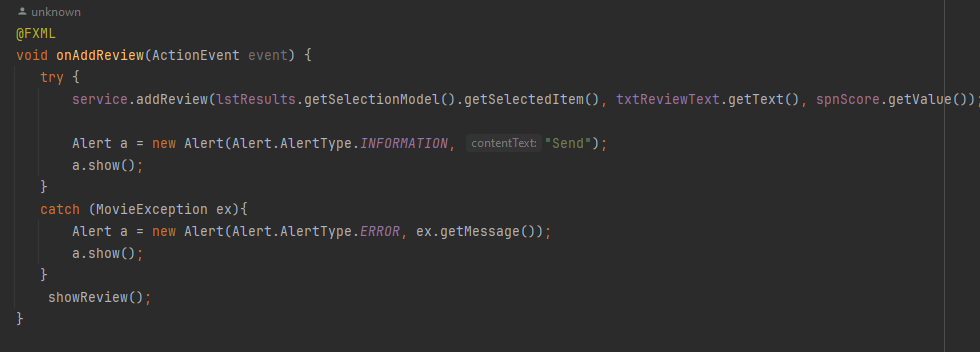 unknown
@FXML
void onAddReview(ActionEvent event) {
try {
service.addReview(lstResults.getSelectionModel().getSelectedItem(), txtReviewText.getText(), spnScore.getValue());
Alert a = new Alert(Alert.AlertType.INFORMATION, contentText: "Send");
a.show();
}
catch (MovieException ex){
Alert a = new Alert(Alert.AlertType.ERROR, ex.getMessage());
a.show();
}
showReview();
}